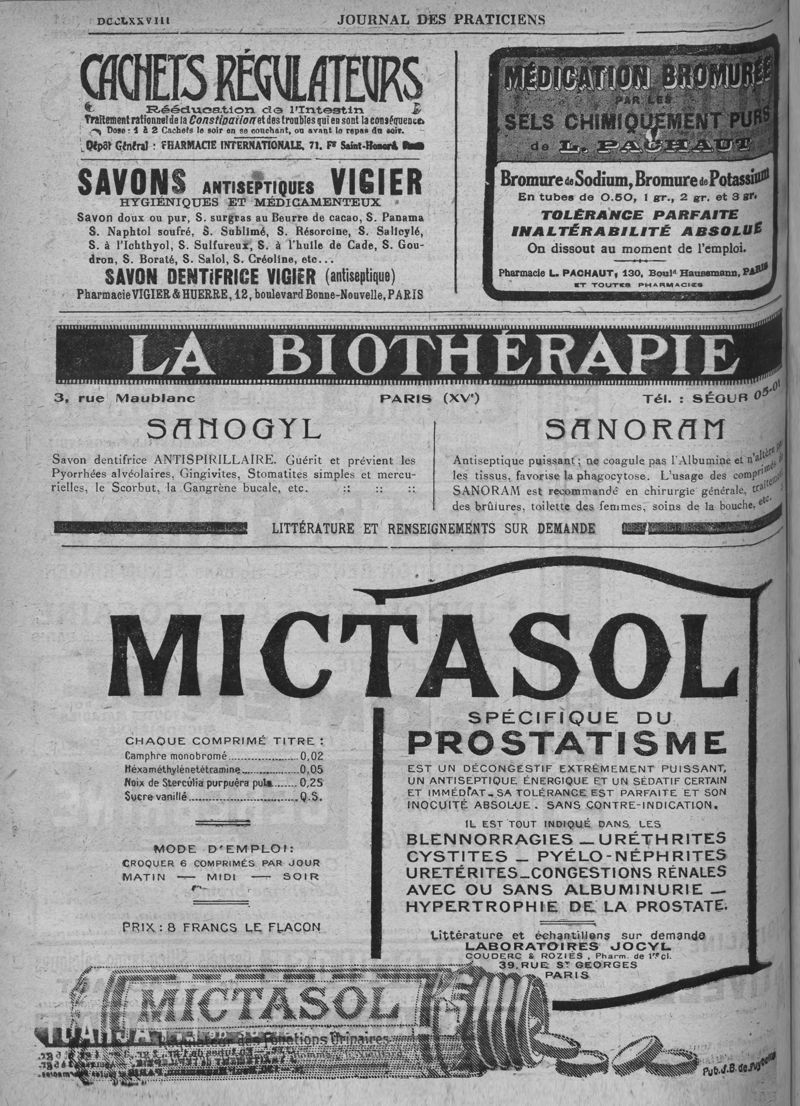 DCCLXXVIII
JOURNAL DES PRATICIENS
CACHETS RÉGULATEURS
Rééducation de l'Intestin
Traitement rationnel de la Constipation et des troubles qui en sont la conséquence
Dose : 1 à 2 Cachets le soir en se couchant, ou avant le repas du soir.
Dépôt Général : PHARMACIE INTERNATIONALE, 71, Fg Saint-Honoré,
SAVONS ANTISEPTIQUES VIGIER
HYGIÉNIQUES ET MÉDICAMENTEUX
Savon doux ou pur, S. surgras au Beurre de cacao, S. Panama
S. Naphtol soufré, S. Sublimé, S. Résorcine, S. Salicylé,
S. à l'Ichthyol, S. Sulfureux, S. à l'huile de Cade, S. Gou-
dron, S. Boraté, S. Salol, S. Créoline, etc...
SAVON DENTIFRICE VIGIER (antiseptique)
Pharmacie VIGIER & HUERRE, 12, boulevard Bonne-Nouvelle, PARIS
MÉDICATION BROMURÉE
PAR LES
SELS CHIMIQUEMENT PURS
de L. PACHAUT
Bromure de Sodium, Bromure de Potassium
En tubes de 0.50, 1 gr., 2 gr. et 3 gr.
TOLÉRANCE PARFAITE
INALTÉRABILITÉ ABSOLUE
On dissout au moment de l'emploi.
Pharmacie L. PACHAUT, 130, Boulᵈ Haussmann, PARIS
ET TOUTES PHARMACIES
LA BIOTHÉRAPIE
3, rue Maublanc PARIS (XVᵉ) Tél. : SÉGUR 05-01
SANOGYL
Savon dentifrice ANTISPIRILLAIRE. Guérit et prévient les
Pyorrhées alvéolaires, Gingivites, Stomatites simples et mercu-
rielles, le Scorbut, la Gangrène bucale, etc. :: :: ::
SANORAM
Antiseptique puissant ; ne coagule pas l'Albumine et n'altère pas
les tissus, favorise la phagocytose. L'usage des comprimés
SANORAM est recommandé en chirurgie générale, traitement
des brûlures, toilette des femmes, soins de la bouche, etc.
LITTÉRATURE ET RENSEIGNEMENTS SUR DEMANDE
MICTASOL
CHAQUE COMPRIMÉ TITRE :
Camphre monobromé........0,02
Héxaméthylènetétramine........0,05
Noix de Sterculia purpuéra pula.......0,25
Sucre vanillé........Q.S.
MODE D'EMPLOI :
CROQUER 6 COMPRIMÉS PAR JOUR
MATIN — MIDI — SOIR
PRIX : 8 FRANCS LE FLACON
SPÉCIFIQUE DU
PROSTATISME
EST UN DÉCONGESTIF EXTRÊMEMENT PUISSANT,
UN ANTISEPTIQUE ÉNERGIQUE ET UN SÉDATIF CERTAIN
ET IMMÉDIAT _ SA TOLÉRANCE EST PARFAITE ET SON
INOCUITÉ ABSOLUE. SANS CONTRE-INDICATION.
IL EST TOUT INDIQUÉ DANS LES
BLENNORRAGIES _ URÉTHRITES
CYSTITES _ PYÉLO-NÉPHRITES
URETÉRITES _ CONGESTIONS RÉNALES
AVEC OU SANS ALBUMINURIE _
HYPERTROPHIE DE LA PROSTATE.
Littérature et échantillons sur demande
LABORATOIRES JOCYL
COUDERC & ROZIÈS, Pharm. de 1ʳᵉ cl.
39, RUE Sᵗ GEORGES
PARIS
MICTASOL
des Fonctions Urinaires
Pub. J.B. de